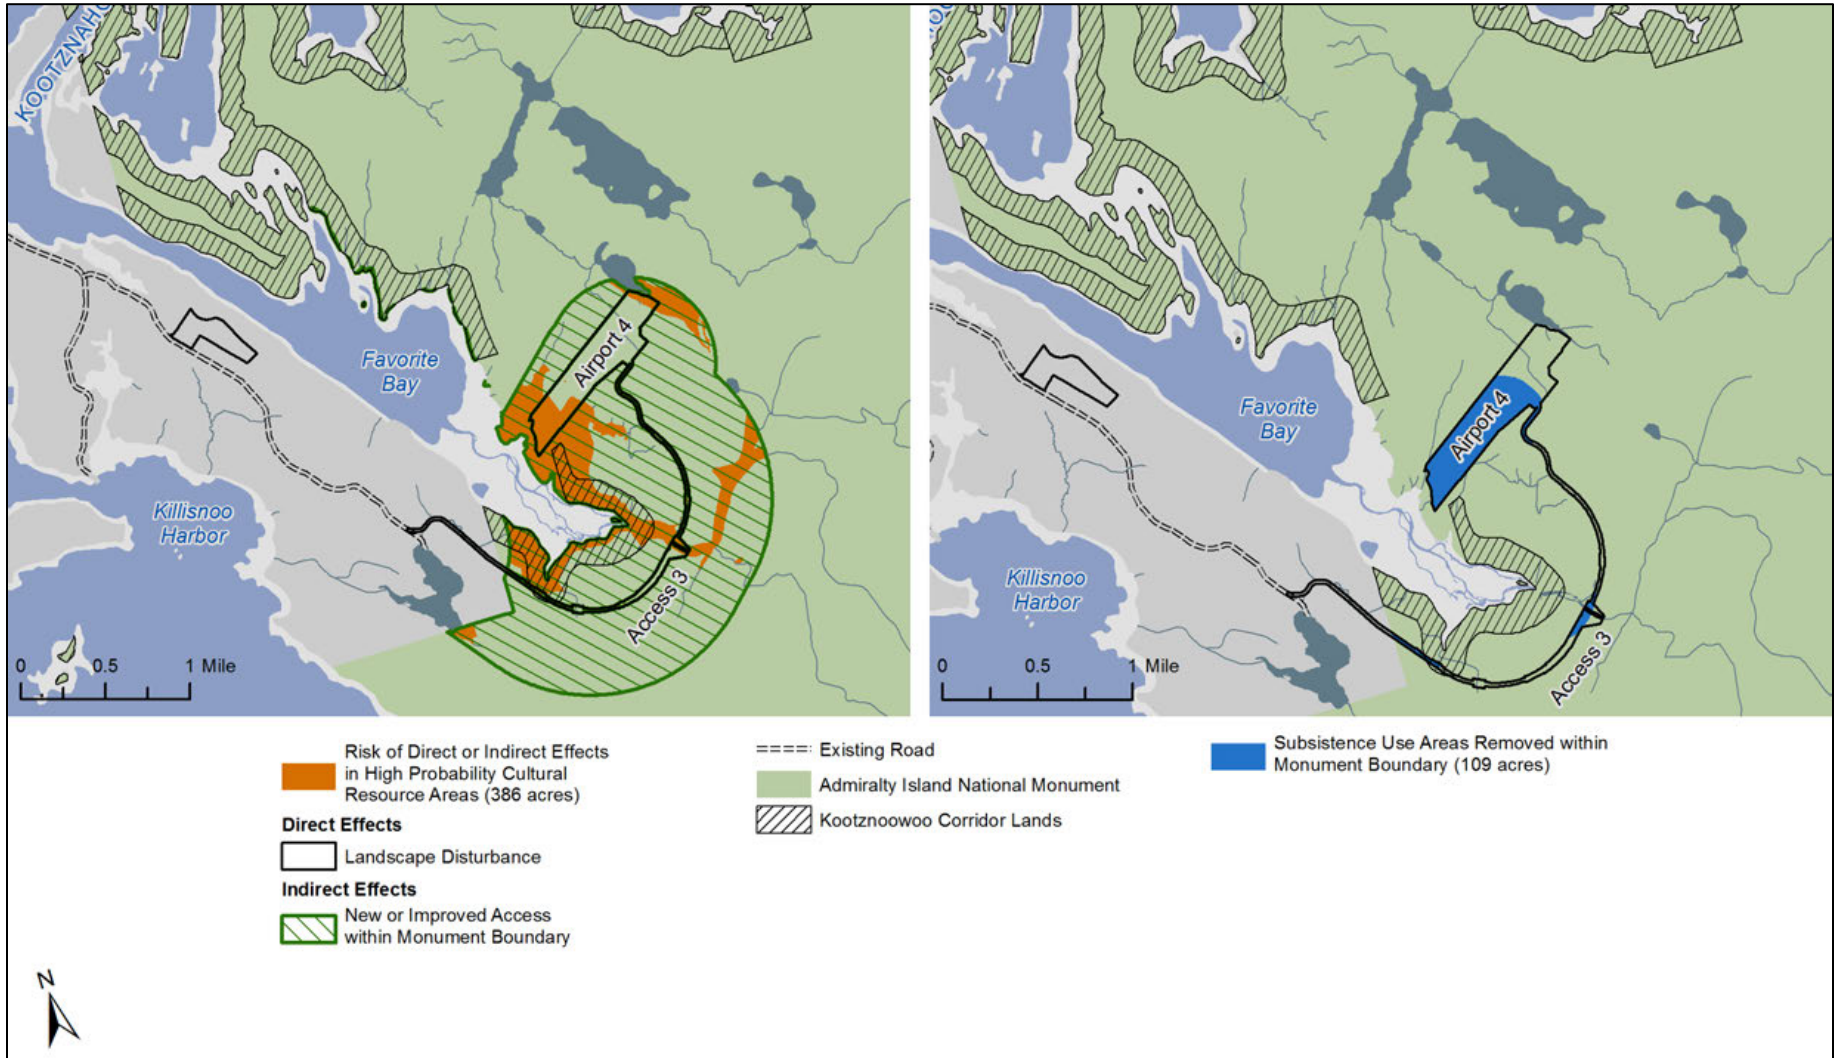 KOOTZNAHO
Favorite
Bay
Killisnoo
Harbor
Airport 4
Access 3
0 0.5 1 Mile
Favorite
Bay
Killisnoo
Harbor
Airport 4
Access 3
0 0.5 1 Mile
Risk of Direct or Indirect Effects
in High Probability Cultural
Resource Areas (386 acres)
Direct Effects
Landscape Disturbance
Indirect Effects
New or Improved Access
within Monument Boundary
Existing Road
Admiralty Island National Monument
Kootznoowoo Corridor Lands
Subsistence Use Areas Removed within
Monument Boundary (109 acres)
N